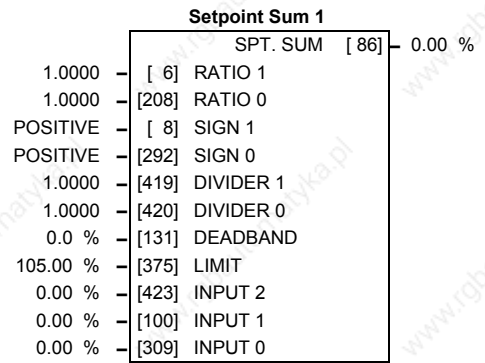 Setpoint Sum 1
SPT. SUM [ 86] – 0.00 %
1.0000 – [ 6] RATIO 1
1.0000 – [208] RATIO 0
POSITIVE – [ 8] SIGN 1
POSITIVE – [292] SIGN 0
1.0000 – [419] DIVIDER 1
1.0000 – [420] DIVIDER 0
0.0 % – [131] DEADBAND
105.00 % – [375] LIMIT
0.00 % – [423] INPUT 2
0.00 % – [100] INPUT 1
0.00 % – [309] INPUT 0